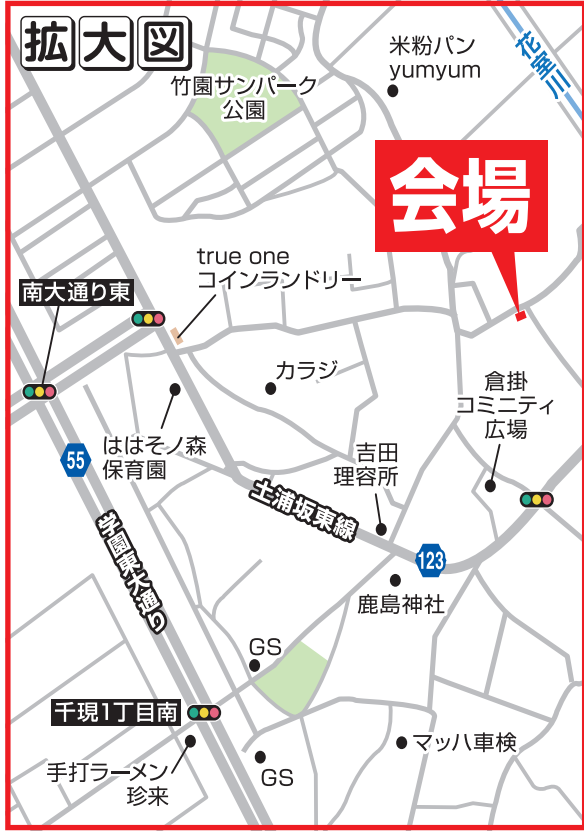 拡大図
米粉パン
yumyum
花室川
竹園サンパーク
公園
会場
true one
コインランドリー
南大通り東
カラジ
倉掛
コミニティ
広場
ははそノ森
保育園
55
吉田
理容所
土浦坂東線
学園東大通り
123
鹿島神社
GS
千現1丁目南
マッハ車検
手打ラーメン
珍来
GS